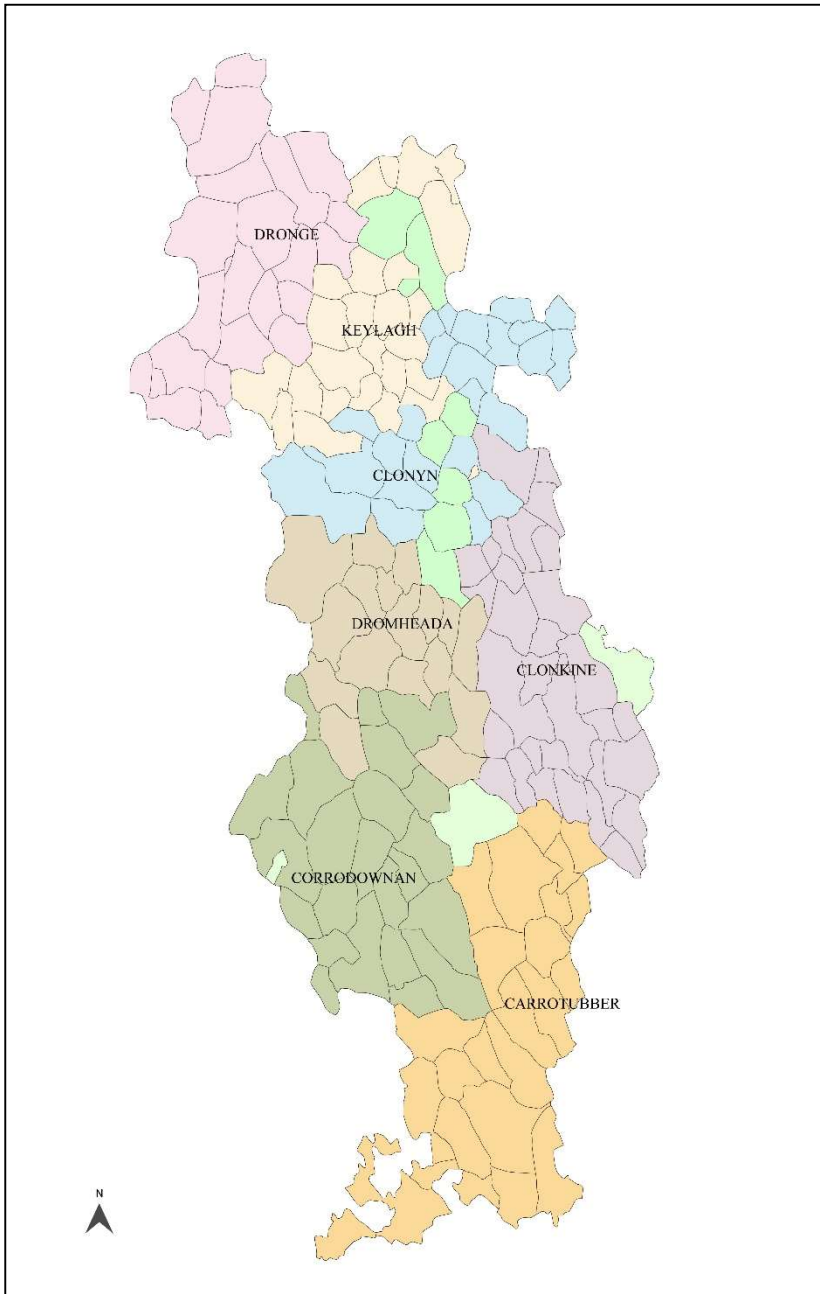 DRONGE
KEYLAGH
CLONYN
DROMHEADA
CLONKINE
CORRODOWNAN
CARROTUBBER
N